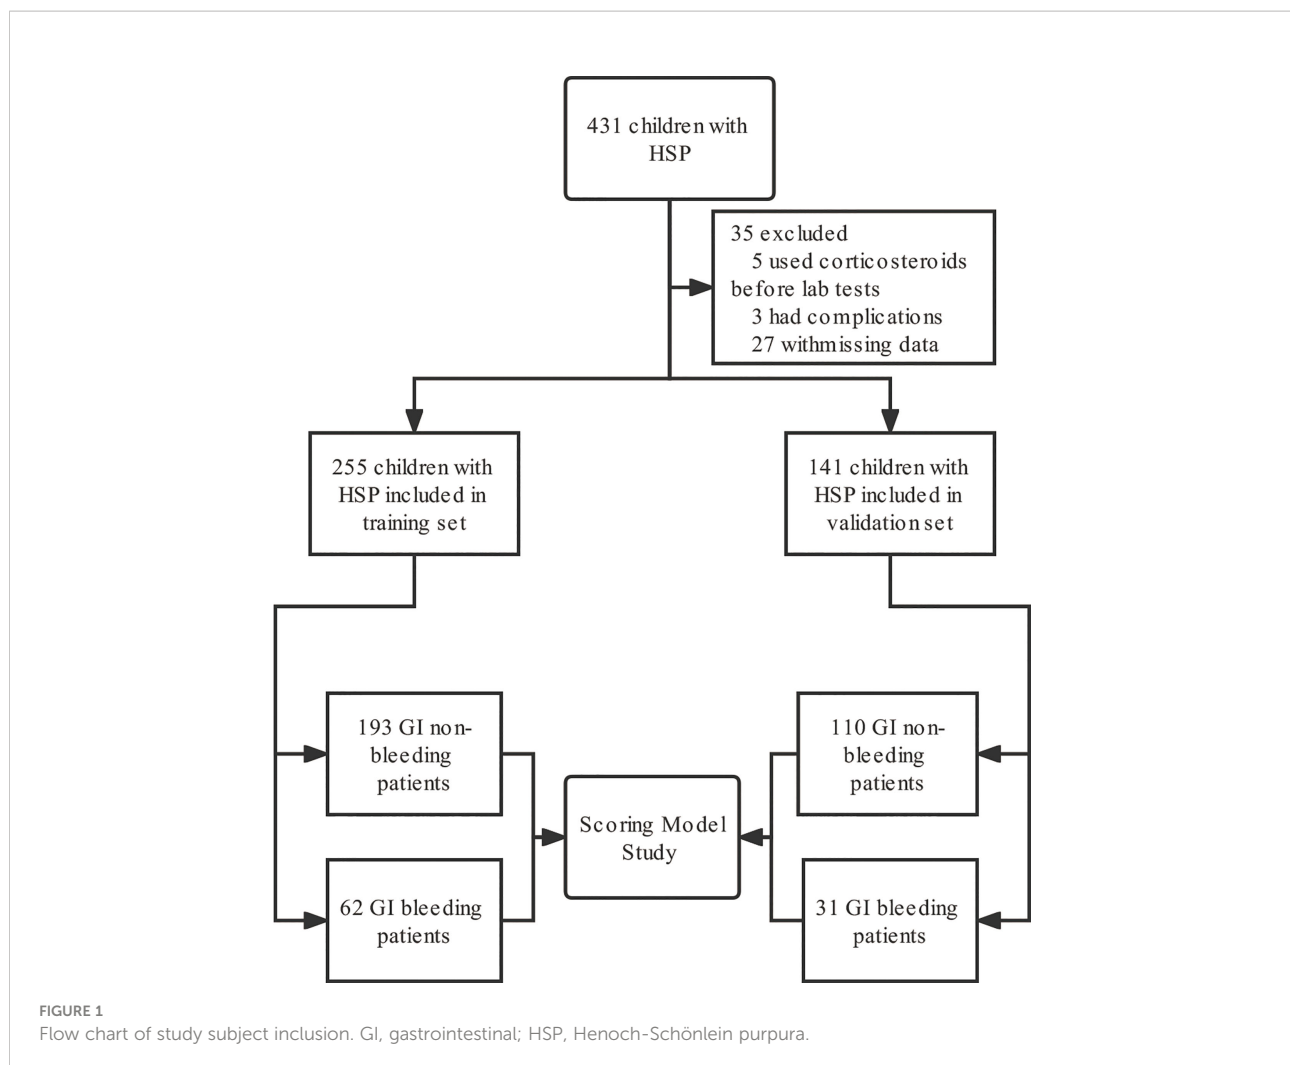 431 children with
HSP
35 excluded
5 used corticosteroids
before lab tests
3 had complications
27 withmissing data
255 children with
HSP included in
training set
141 children with
HSP included in
validation set
193 GI non-
bleeding
patients
110 GI non-
bleeding
patients
Scoring Model
Study
62 GI bleeding
patients
31 GI bleeding
patients
FIGURE 1
Flow chart of study subject inclusion. GI, gastrointestinal; HSP, Henoch-Schönlein purpura.